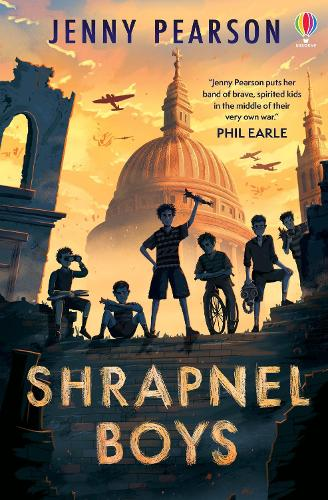 JENNY PEARSON
USBORNE
"Jenny Pearson puts her
band of brave, spirited kids
in the middle of their
very own war."
PHIL EARLE
SHRAPNEL
BOYS